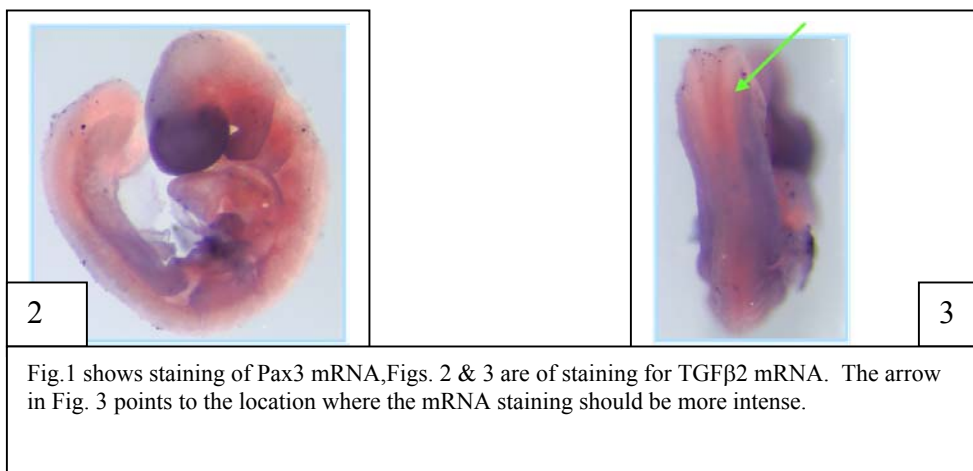 2
3
Fig.1 shows staining of Pax3 mRNA,Figs. 2 & 3 are of staining for TGFβ2 mRNA. The arrow
in Fig. 3 points to the location where the mRNA staining should be more intense.